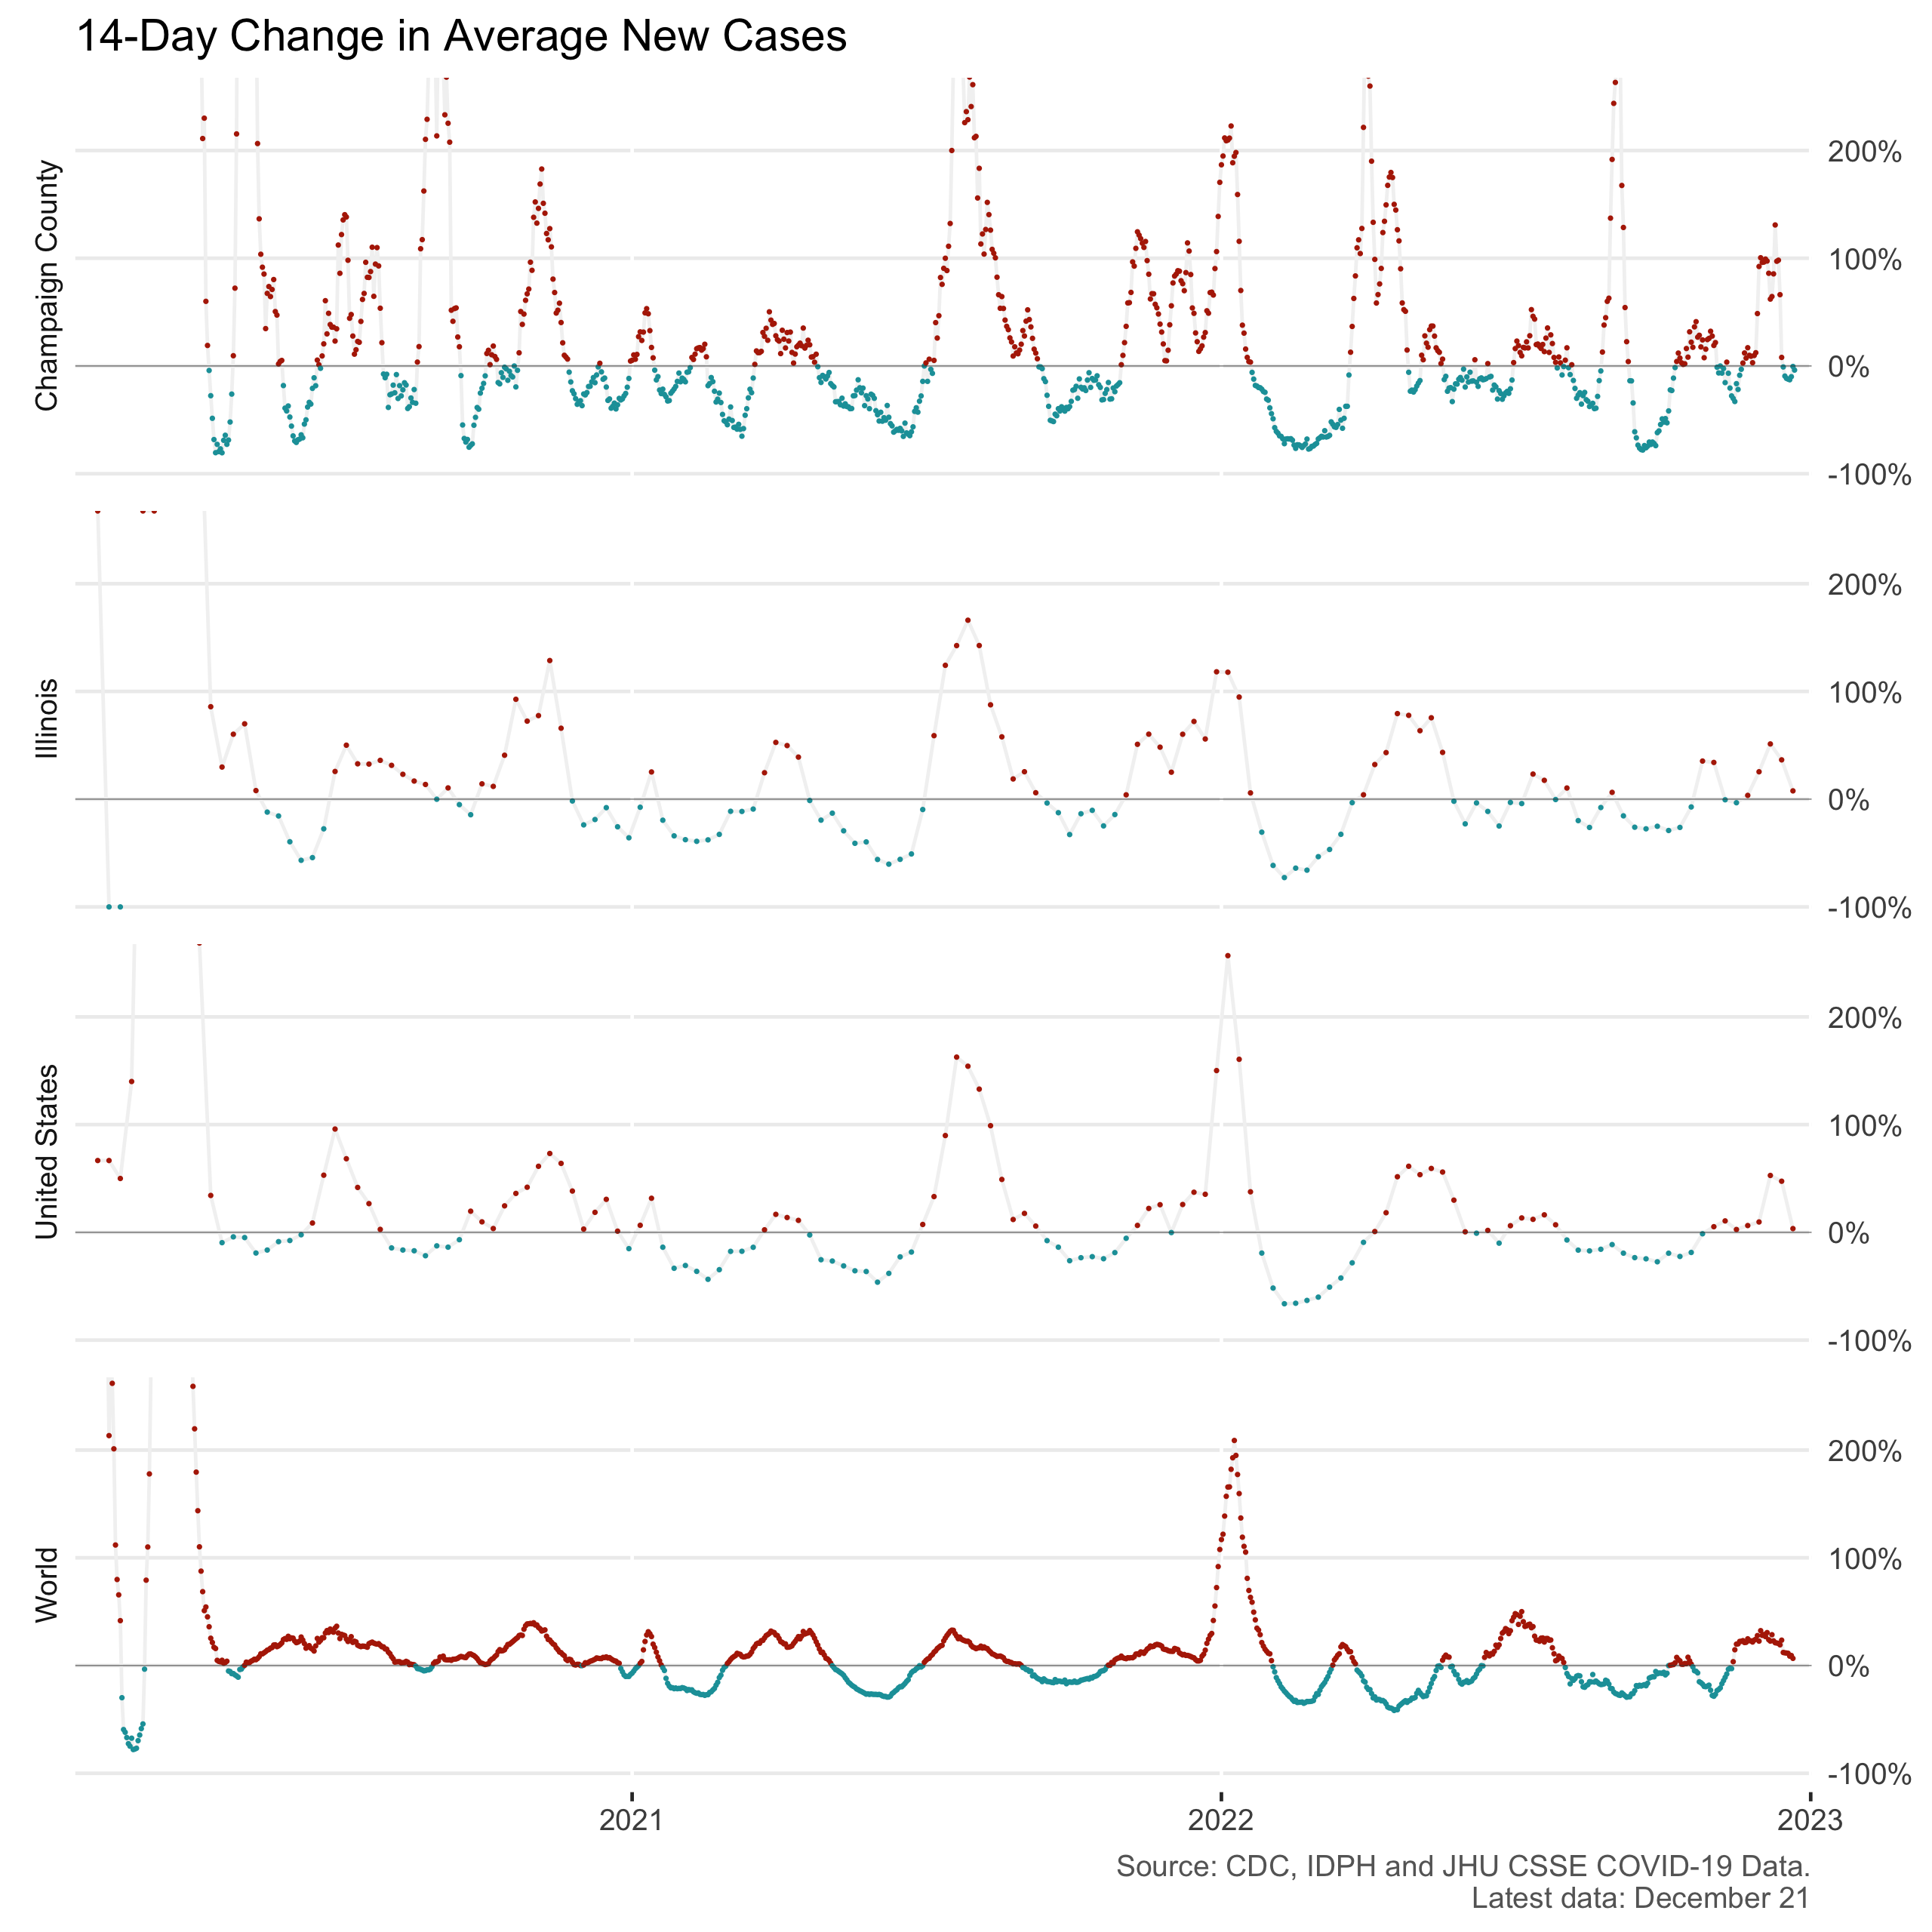 14-Day Change in Average New Cases
Champaign County
200%
100%
0%
-100%
Illinois
200%
100%
0%
-100%
United States
200%
100%
0%
-100%
World
200%
100%
0%
-100%
2021
2022
2023
Source: CDC, IDPH and JHU CSSE COVID-19 Data.
Latest data: December 21